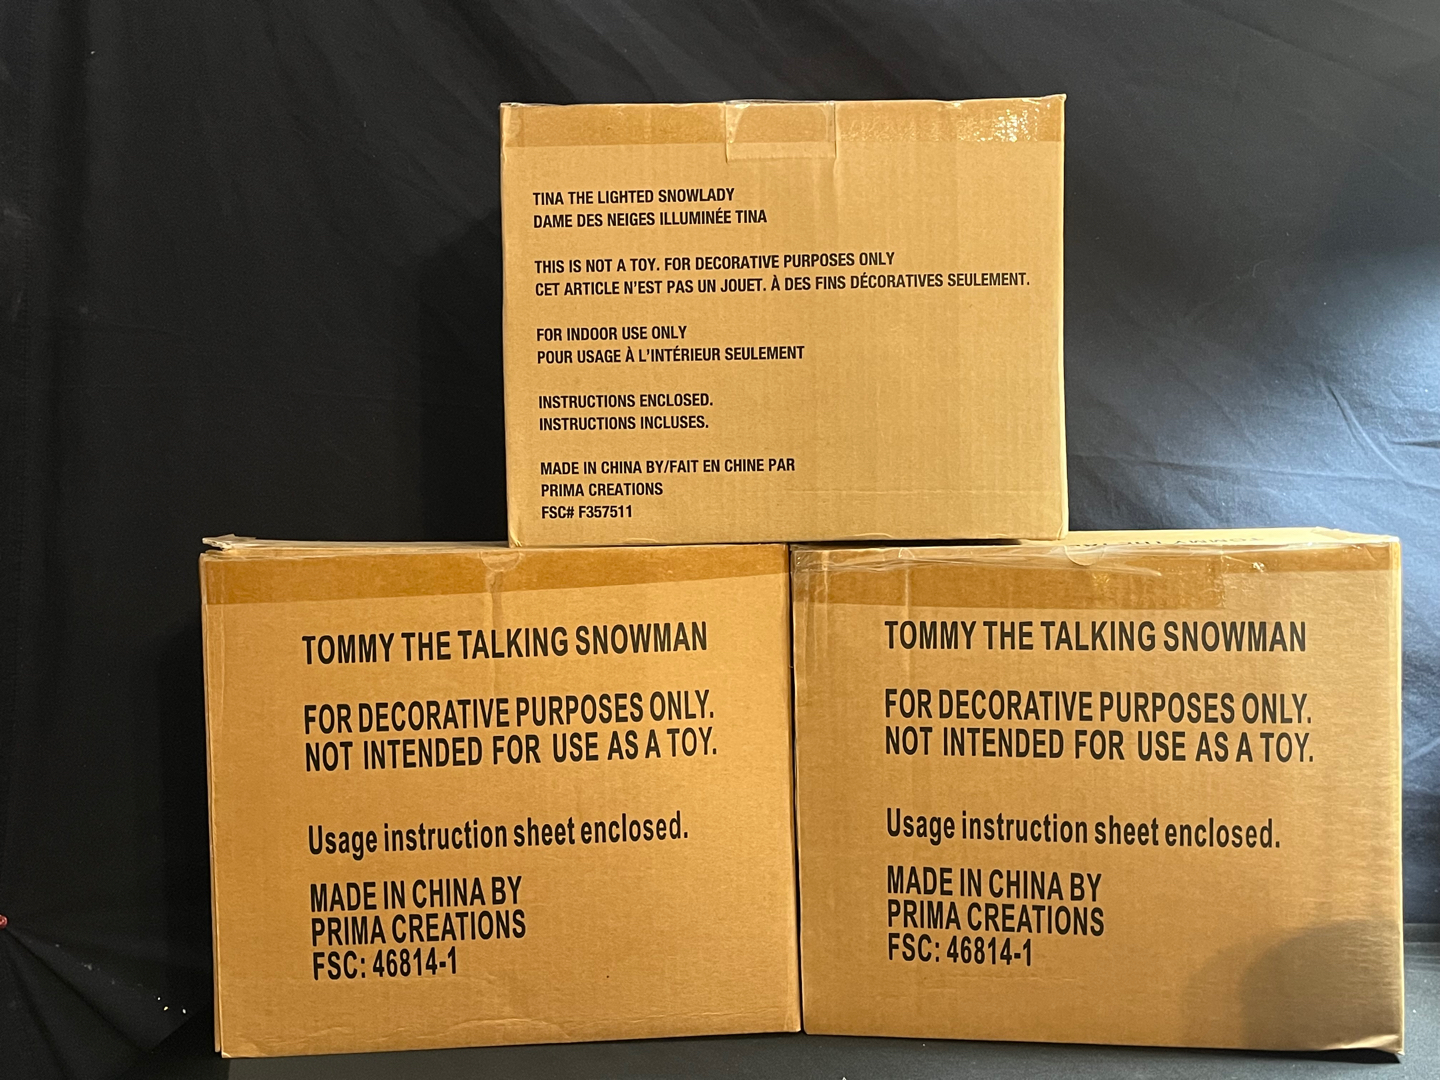 TINA THE LIGHTED SNOWLADY
DAME DES NEIGES ILLUMINÉE TINA
THIS IS NOT A TOY. FOR DECORATIVE PURPOSES ONLY
CET ARTICLE N'EST PAS UN JOUET. À DES FINS DÉCORATIVES SEULEMENT.
FOR INDOOR USE ONLY
POUR USAGE À L'INTÉRIEUR SEULEMENT
INSTRUCTIONS ENCLOSED.
INSTRUCTIONS INCLUSES.
MADE IN CHINA BY/FAIT EN CHINE PAR
PRIMA CREATIONS
FSC# F357511
TOMMY THE TALKING SNOWMAN
FOR DECORATIVE PURPOSES ONLY.
NOT INTENDED FOR USE AS A TOY.
Usage instruction sheet enclosed.
MADE IN CHINA BY
PRIMA CREATIONS
FSC: 46814-1
TOMMY THE TALKING SNOWMAN
FOR DECORATIVE PURPOSES ONLY.
NOT INTENDED FOR USE AS A TOY.
Usage instruction sheet enclosed.
MADE IN CHINA BY
PRIMA CREATIONS
FSC: 46814-1